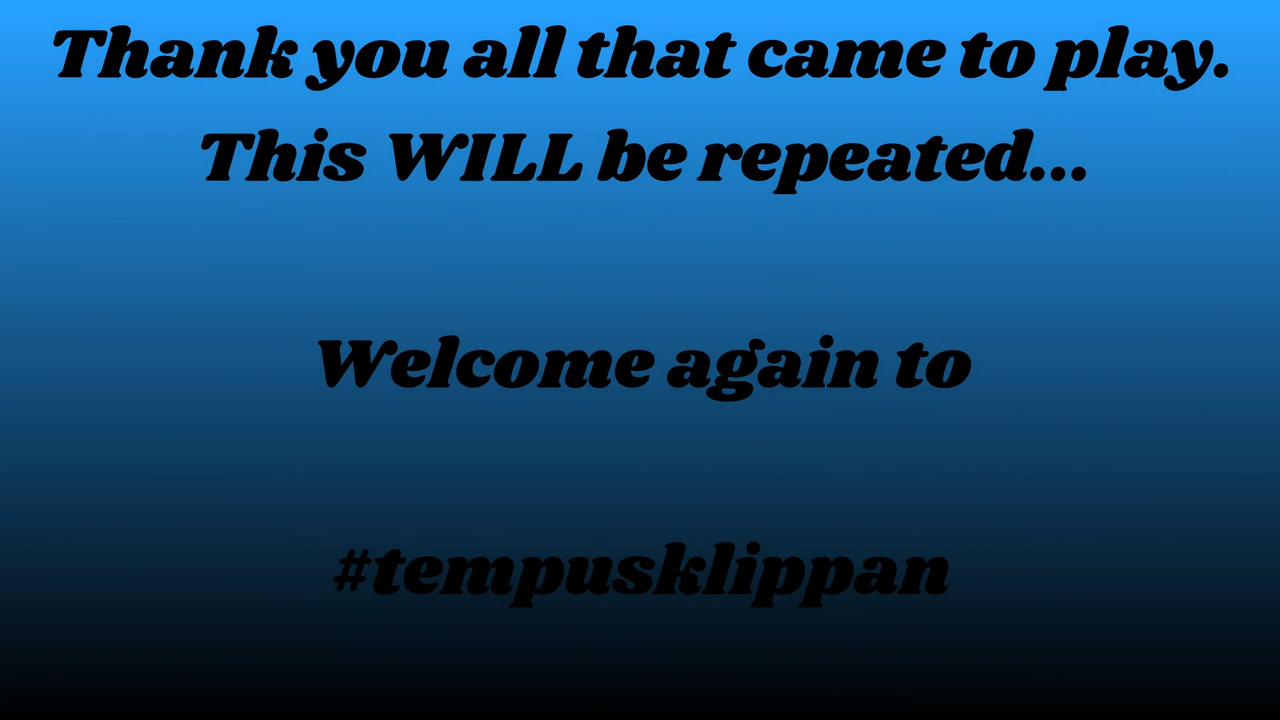 Thank you all that came to play.
This WILL be repeated...
Welcome again to
#tempusklippan